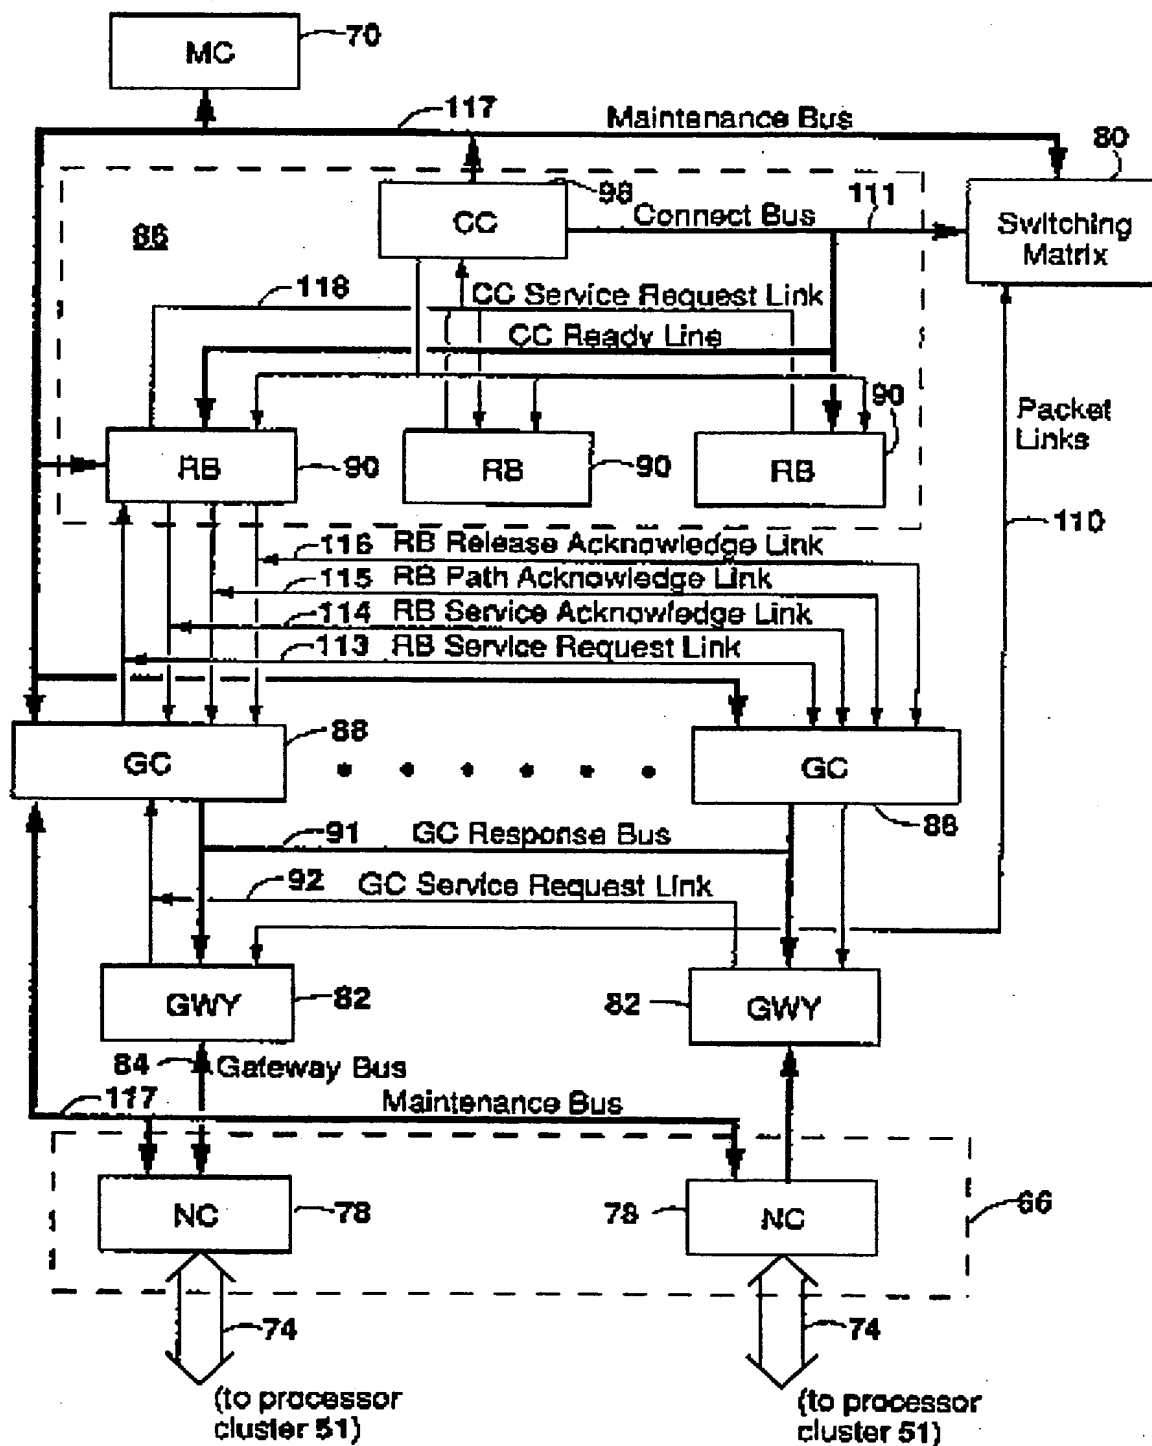 MC
70
117
Maintenance Bus
80
98
CC
111
Connect Bus
Switching
Matrix
86
118
CC Service Request Link
CC Ready Line
90
Packet
Links
RB
90
RB
90
RB
110
116
RB Release Acknowledge Link
115
RB Path Acknowledge Link
114
RB Service Acknowledge Link
113
RB Service Request Link
88
GC
GC
88
91
GC Response Bus
92
GC Service Request Link
GWY
82
82
GWY
84
Gateway Bus
117
Maintenance Bus
NC
78
78
NC
66
74
74
(to processor
cluster 51)
(to processor
cluster 51)